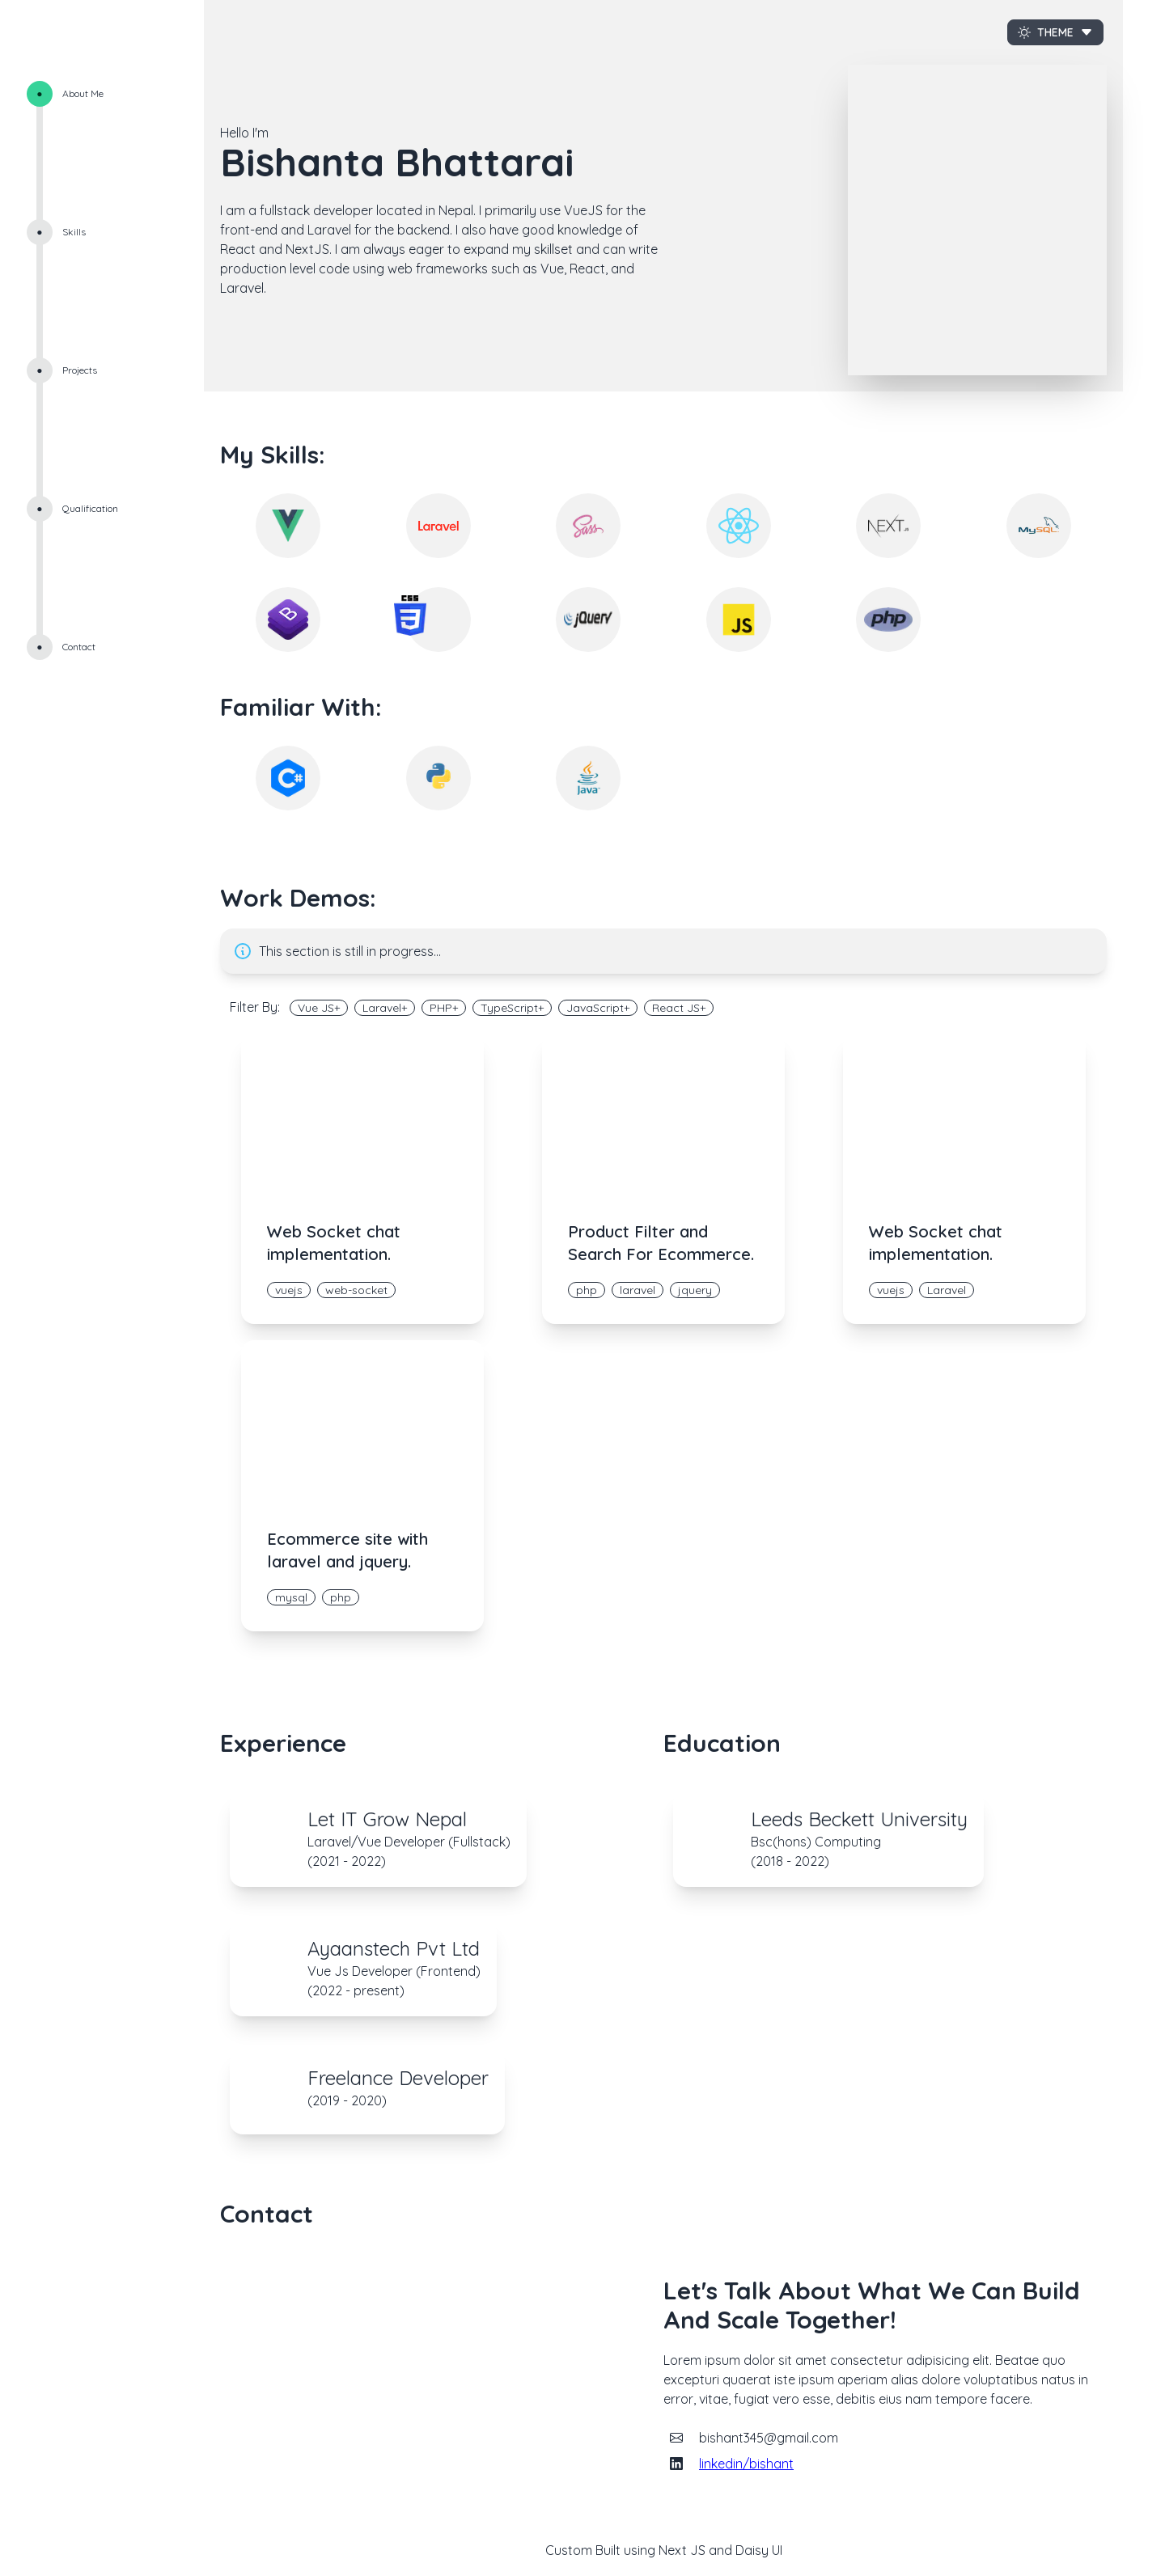 THEME
About Me
Skills
Projects
Qualification
Contact
Hello I'm
Bishanta Bhattarai
I am a fullstack developer located in Nepal. I primarily use VueJS for the
front-end and Laravel for the backend. I also have good knowledge of
React and NextJS. I am always eager to expand my skillset and can write
production level code using web frameworks such as Vue, React, and
Laravel.
My Skills:
Laravel
Sass
NEXT.JS
MySQL
B
CSS
3
jQuery
JS
php
Familiar With:
C#
Java
Work Demos:
This section is still in progress...
Filter By: Vue JS+ Laravel+ PHP+ TypeScript+ JavaScript+ React JS+
Web Socket chat
implementation.
vuejs web-socket
Product Filter and
Search For Ecommerce.
php laravel jquery
Web Socket chat
implementation.
vuejs Laravel
Ecommerce site with
laravel and jquery.
mysql php
Experience
Let IT Grow Nepal
Laravel/Vue Developer (Fullstack)
(2021 - 2022)
Ayaanstech Pvt Ltd
Vue Js Developer (Frontend)
(2022 - present)
Freelance Developer
(2019 - 2020)
Education
Leeds Beckett University
Bsc(hons) Computing
(2018 - 2022)
Contact
Let's Talk About What We Can Build
And Scale Together!
Lorem ipsum dolor sit amet consectetur adipisicing elit. Beatae quo
excepturi quaerat iste ipsum aperiam alias dolore voluptatibus natus in
error, vitae, fugiat vero esse, debitis eius nam tempore facere.
bishant345@gmail.com
linkedin/bishant
Custom Built using Next JS and Daisy UI